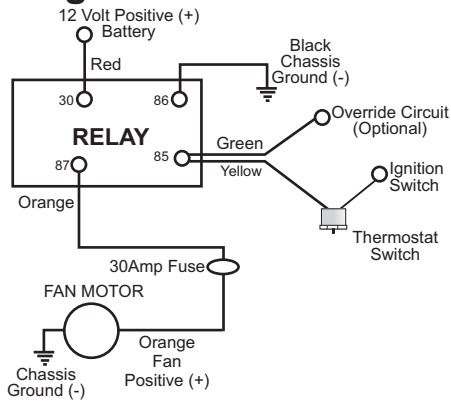 12 Volt Positive (+)
Battery
Red
Black
Chassis
Ground (-)
30
86
RELAY
87
85
Green
Yellow
Override Circuit
(Optional)
Ignition
Switch
Thermostat
Switch
Orange
30Amp Fuse
FAN MOTOR
Orange
Fan
Positive (+)
Chassis
Ground (-)